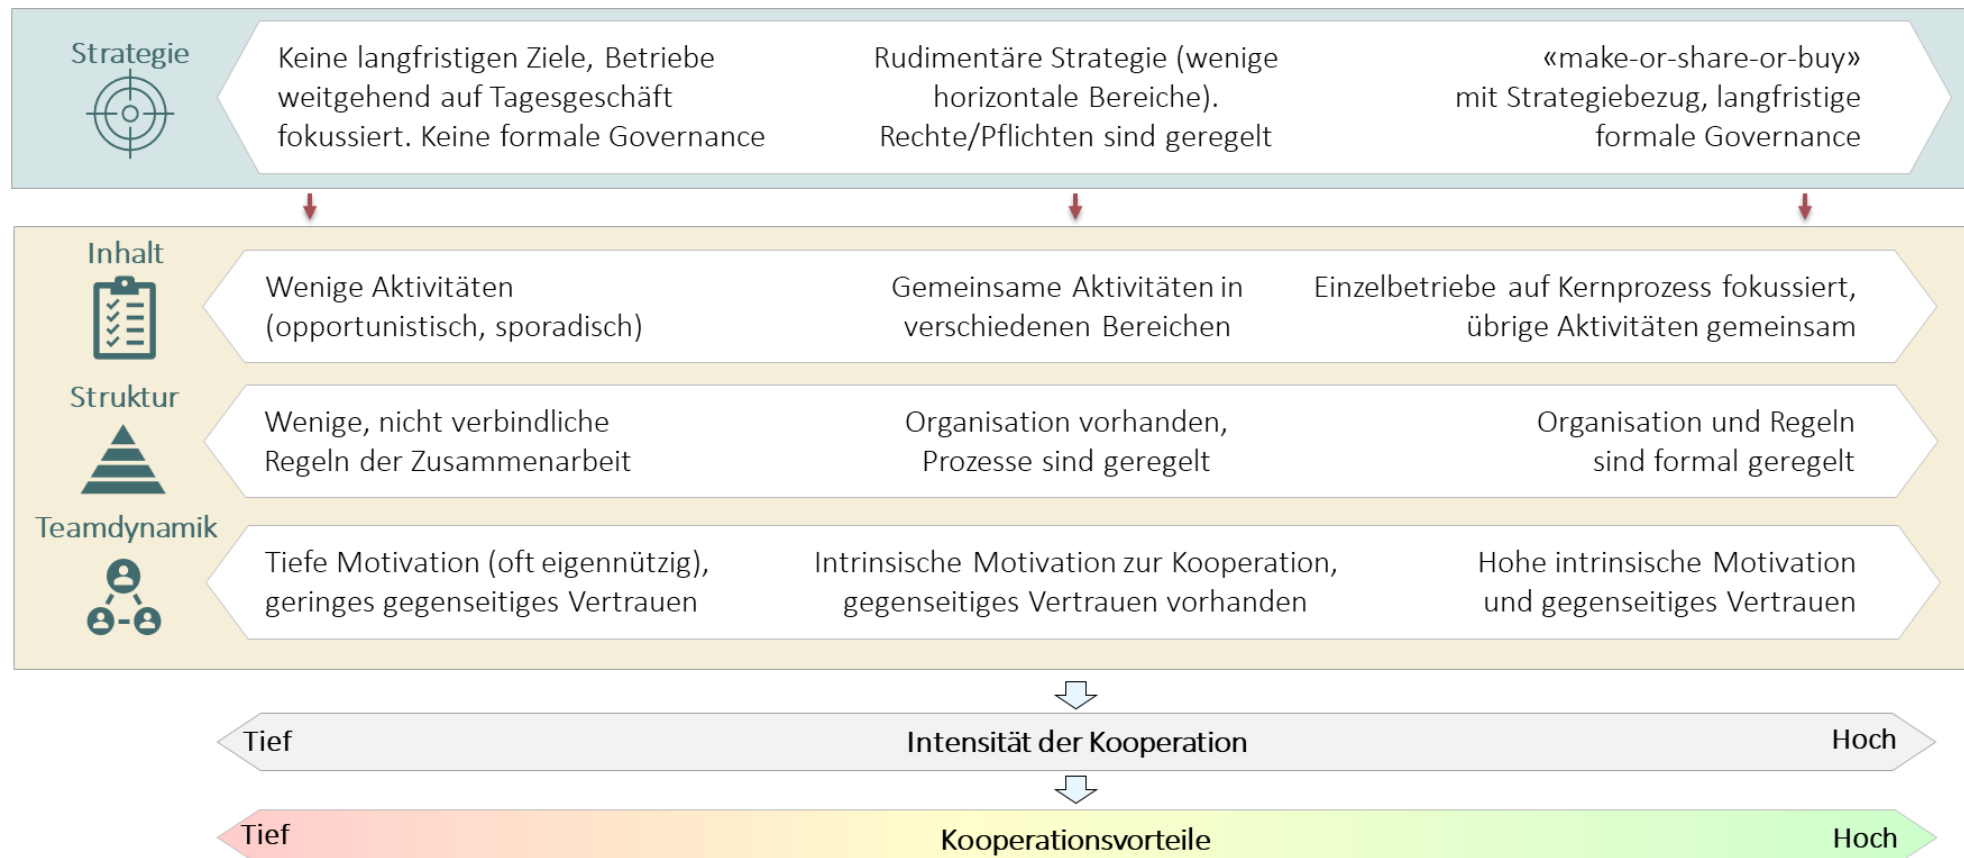 Strategie
Keine langfristigen Ziele, Betriebe
weitgehend auf Tagesgeschäft
fokussiert. Keine formale Governance
Rudimentäre Strategie (wenige
horizontale Bereiche).
Rechte/Pflichten sind geregelt
«make-or-share-or-buy»
mit Strategiebezug, langfristige
formale Governance
Inhalt
Wenige Aktivitäten
(opportunistisch, sporadisch)
Gemeinsame Aktivitäten in
verschiedenen Bereichen
Einzelbetriebe auf Kernprozess fokussiert,
übrige Aktivitäten gemeinsam
Struktur
Wenige, nicht verbindliche
Regeln der Zusammenarbeit
Organisation vorhanden,
Prozesse sind geregelt
Organisation und Regeln
sind formal geregelt
Teamdynamik
Tiefe Motivation (oft eigennützig),
geringes gegenseitiges Vertrauen
Intrinsische Motivation zur Kooperation,
gegenseitiges Vertrauen vorhanden
Hohe intrinsische Motivation
und gegenseitiges Vertrauen
Tief
Intensität der Kooperation
Hoch
Tief
Kooperationsvorteile
Hoch